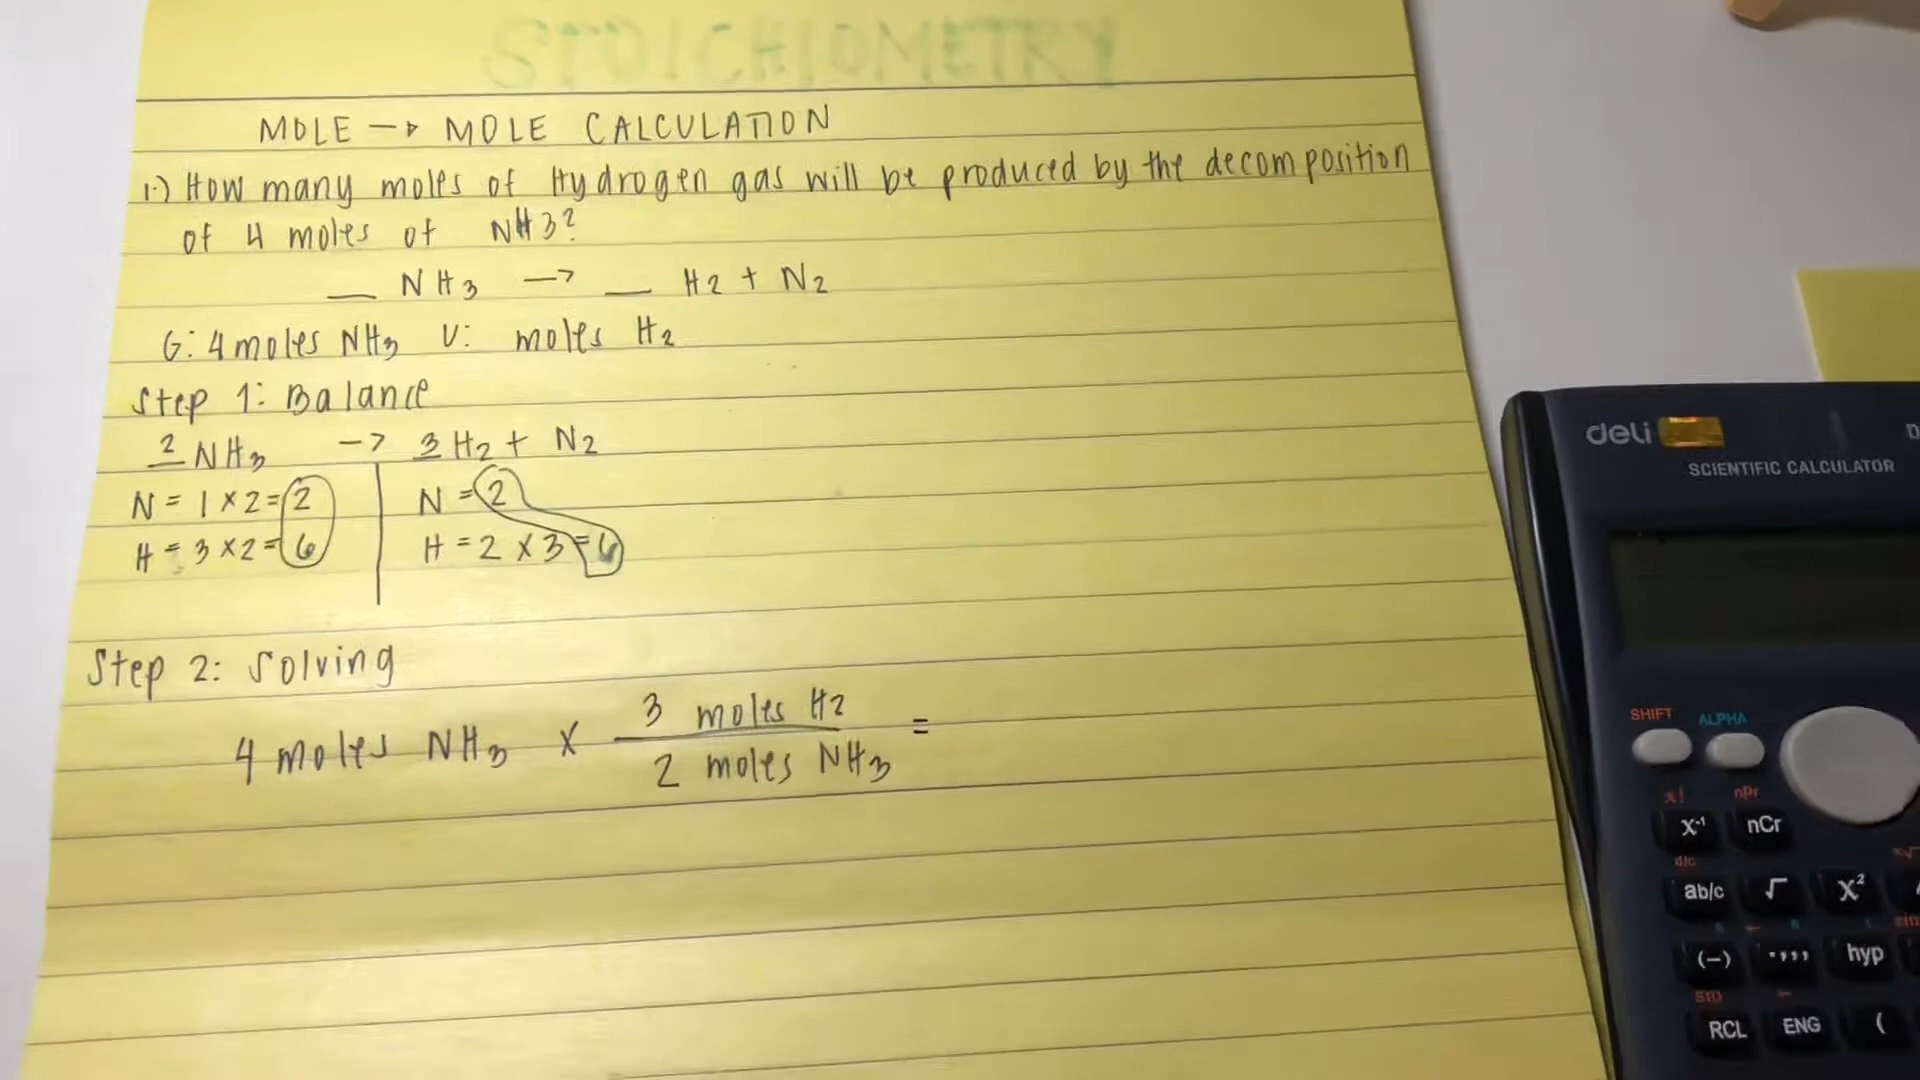 STOICHIOMETRY
MOLE → MOLE CALCULATION
1.) How many moles of Hydrogen gas will be produced by the decomposition
of 4 moles of NH3?
__ NH3 → __ H2 + N2
G: 4 moles NH3 U: moles H2
Step 1: Balance
2 NH3 → 3 H2 + N2
N = 1 x 2 = 2 N = 2
H = 3 x 2 = 6 H = 2 x 3 = 6
Step 2: Solving
4 moles NH3 x 3 moles H2 =
2 moles NH3
deli
SCIENTIFIC CALCULATOR
SHIFT ALPHA
x! nPr
X-1 nCr
d/c
ab/c √ X2
(-) °,,, hyp
STO
RCL ENG (